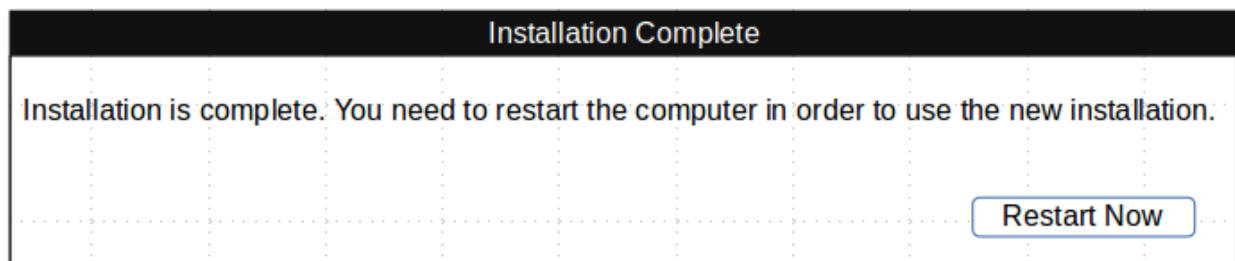 Installation Complete
Installation is complete. You need to restart the computer in order to use the new installation.
Restart Now